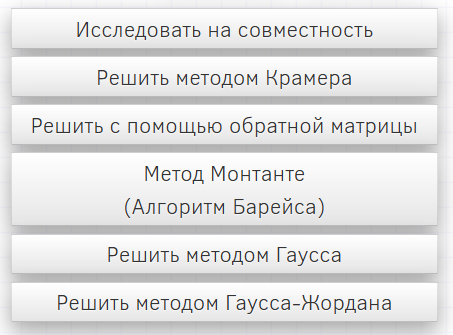 Исследовать на совместность
Решить методом Крамера
Решить с помощью обратной матрицы
Метод Монтанте
(Алгоритм Барейса)
Решить методом Гаусса
Решить методом Гаусса-Жордана